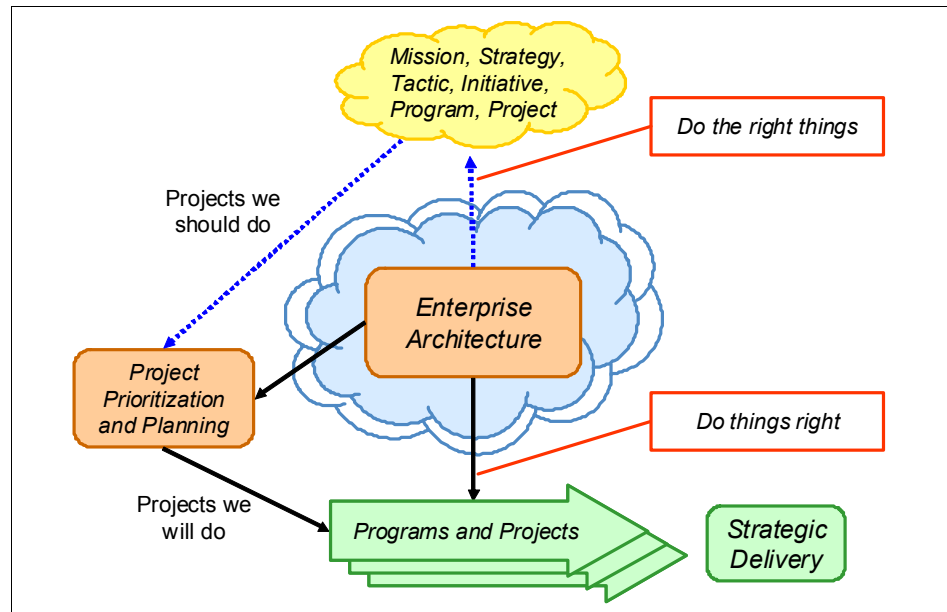 Mission, Strategy,
Tactic, Initiative,
Program, Project
Do the right things
Projects we
should do
Enterprise
Architecture
Project
Prioritization
and Planning
Do things right
Projects we
will do
Programs and Projects
Strategic
Delivery